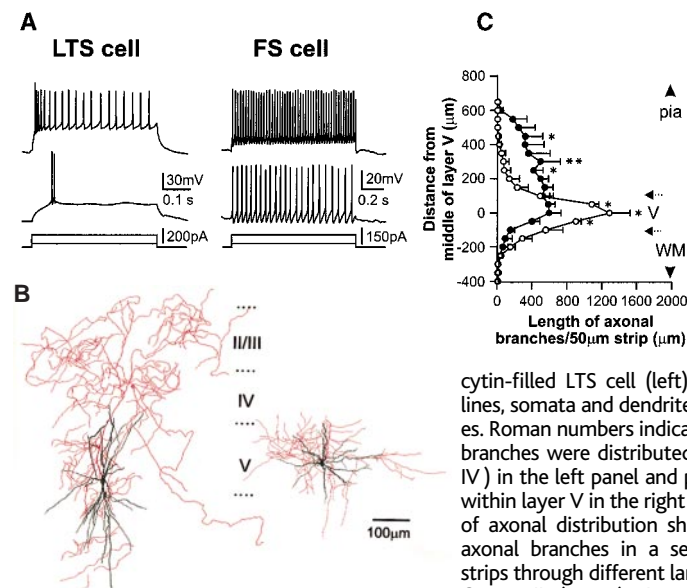 A
LTS cell
FS cell
30mV
0.1 s
200pA
20mV
0.2 s
150pA
B
II/III
IV
V
100μm
C
Distance from
middle of layer V (μm)
800
600
400
200
0
-200
-400
*
**
*
*
*
*
pia
V
WM
0 400 800 1200 1600 2000
Length of axonal
branches/50μm strip (μm)
cytin-filled LTS cell (left)
lines, somata and dendrite
es. Roman numbers indica
branches were distributed
IV ) in the left panel and p
within layer V in the right
of axonal distribution sh
axonal branches in a se
strips through different lar